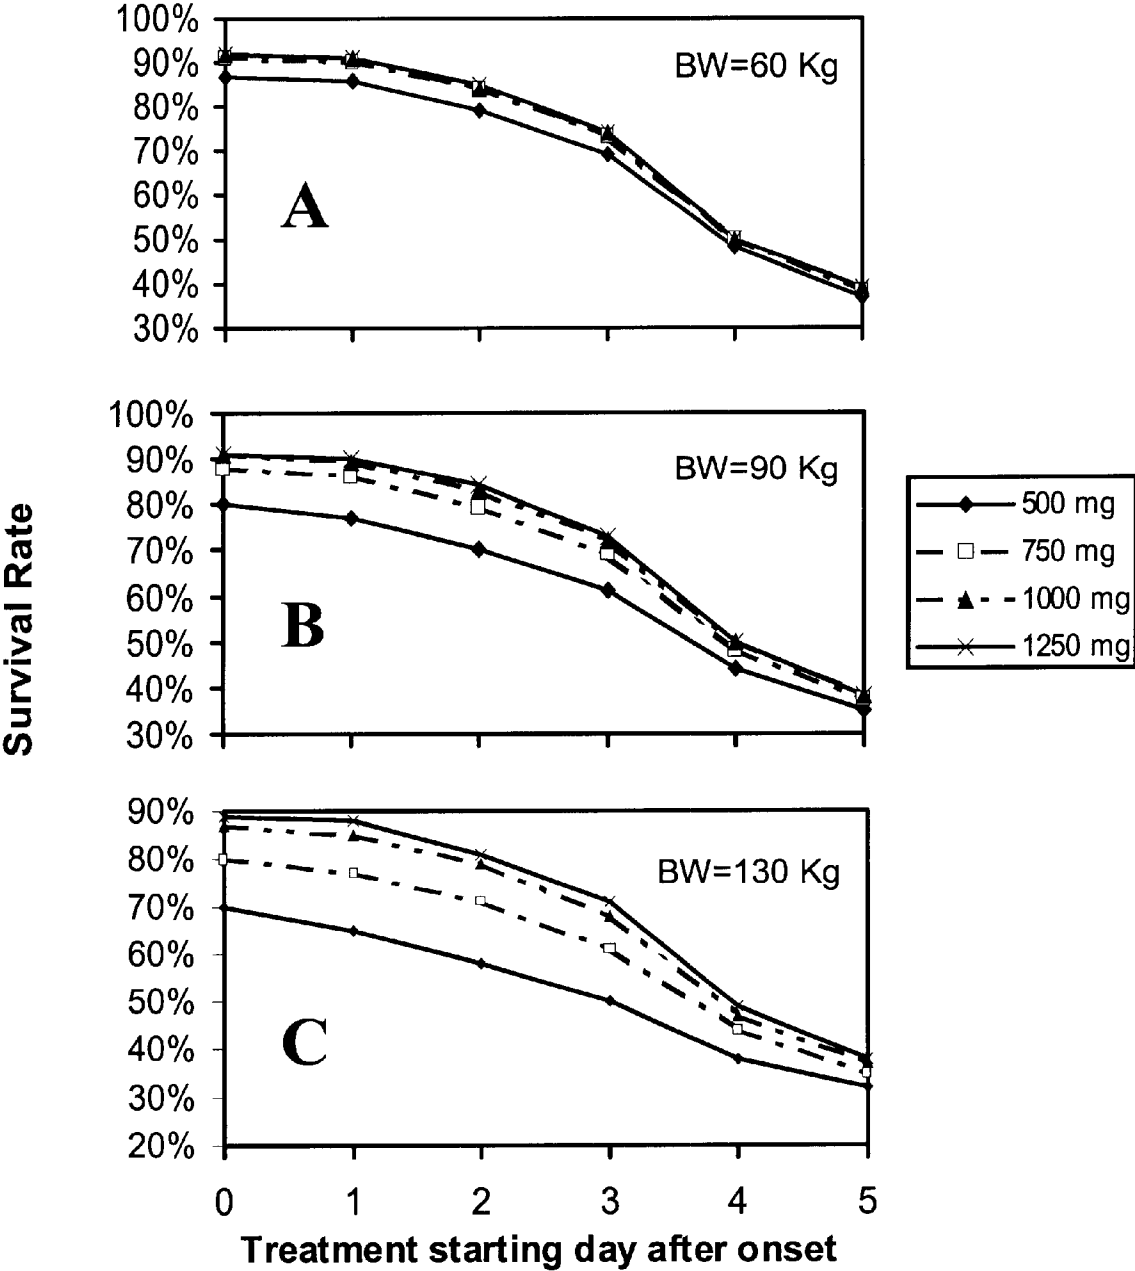 100%
90%
80%
70%
60%
50%
40%
30%
BW=60 Kg
A
100%
90%
80%
70%
60%
50%
40%
30%
BW=90 Kg
B
Survival Rate
500 mg
750 mg
1000 mg
1250 mg
90%
80%
70%
60%
50%
40%
30%
20%
BW=130 Kg
C
0 1 2 3 4 5
Treatment starting day after onset